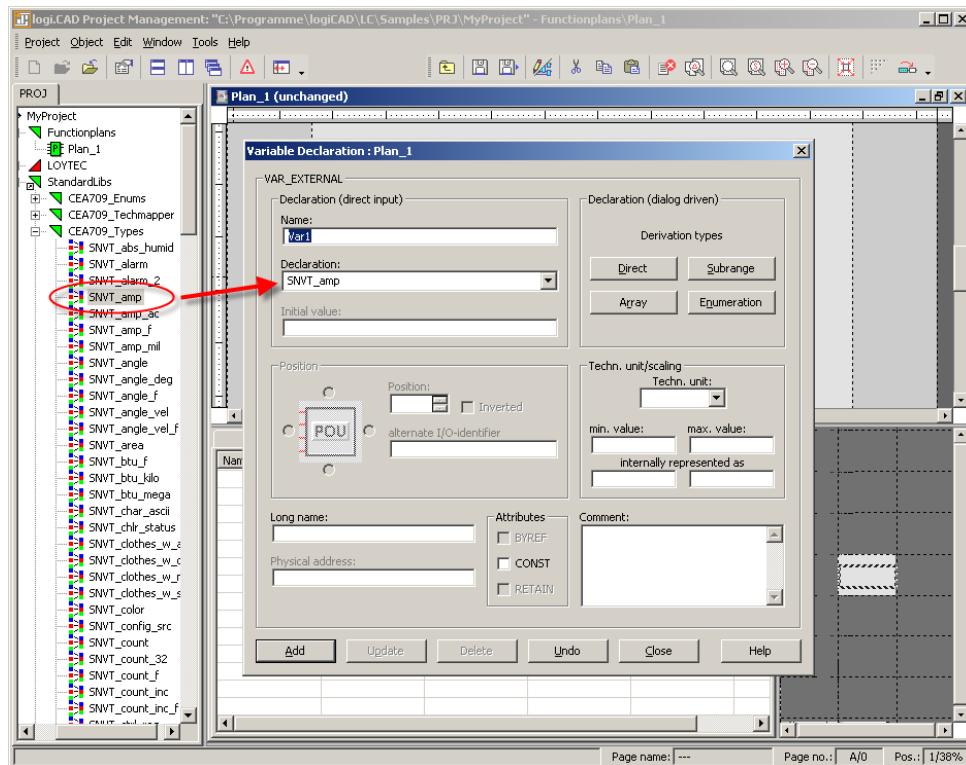 logi.CAD Project Management: "C:\Programme\logiCAD\LC\Samples\PRJ\MyProject" - Functionplans\Plan_1
Project Object Edit Window Tools Help
PROJ
MyProject
Functionplans
Plan_1
LOYTEC
StandardLibs
CEA709_Enums
CEA709_Techmapper
CEA709_Types
SNVT_abs_humid
SNVT_alarm
SNVT_alarm_2
SNVT_amp
SNVT_amp_ac
SNVT_amp_f
SNVT_amp_mil
SNVT_angle
SNVT_angle_deg
SNVT_angle_f
SNVT_angle_vel
SNVT_angle_vel_f
SNVT_area
SNVT_btu_f
SNVT_btu_kilo
SNVT_btu_mega
SNVT_char_ascii
SNVT_chlr_status
SNVT_clothes_w_
SNVT_clothes_w_
SNVT_clothes_w_
SNVT_clothes_w_
SNVT_color
SNVT_config_src
SNVT_count
SNVT_count_32
SNVT_count_f
SNVT_count_inc
SNVT_count_inc_f
Plan_1 (unchanged)
Variable Declaration : Plan_1
VAR_EXTERNAL
Declaration (direct input)
Name:
Var1
Declaration:
SNVT_amp
Initial value:
Declaration (dialog driven)
Derivation types
Direct
Subrange
Array
Enumeration
Position
Position:
Inverted
POU
alternate I/O-identifier
Techn. unit/scaling
Techn. unit:
min. value:
max. value:
internally represented as
Long name:
Physical address:
Attributes
BYREF
CONST
RETAIN
Comment:
Add
Update
Delete
Undo
Close
Help
Nam
Page name: ---
Page no.: A/0
Pos.: 1/38%